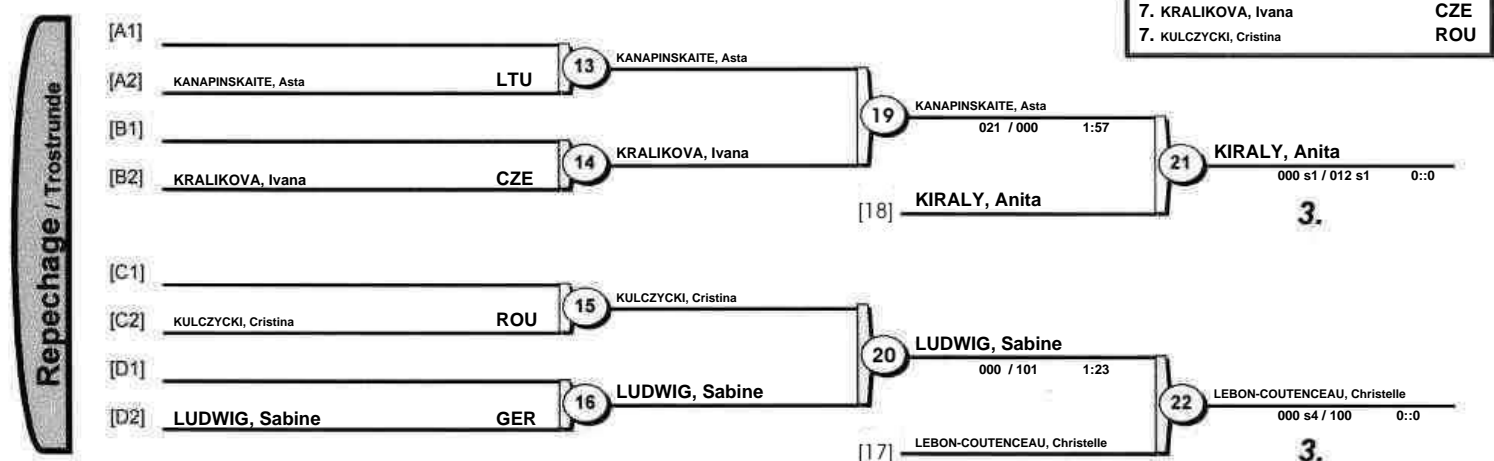 7. KRALIKOVA, Ivana CZE
7. KULCZYCKI, Cristina ROU
Repechage / Trostrunde
[A1]
[A2] KANAPINSKAITE, Asta LTU
13 KANAPINSKAITE, Asta
[B1]
[B2] KRALIKOVA, Ivana CZE
14 KRALIKOVA, Ivana
19 KANAPINSKAITE, Asta
021 / 000 1:57
[18] KIRALY, Anita
21 KIRALY, Anita
000 s1 / 012 s1 0::0
3.
[C1]
[C2] KULCZYCKI, Cristina ROU
15 KULCZYCKI, Cristina
[D1]
[D2] LUDWIG, Sabine GER
16 LUDWIG, Sabine
20 LUDWIG, Sabine
000 / 101 1:23
[17] LEBON-COUTENCEAU, Christelle
22 LEBON-COUTENCEAU, Christelle
000 s4 / 100 0::0
3.